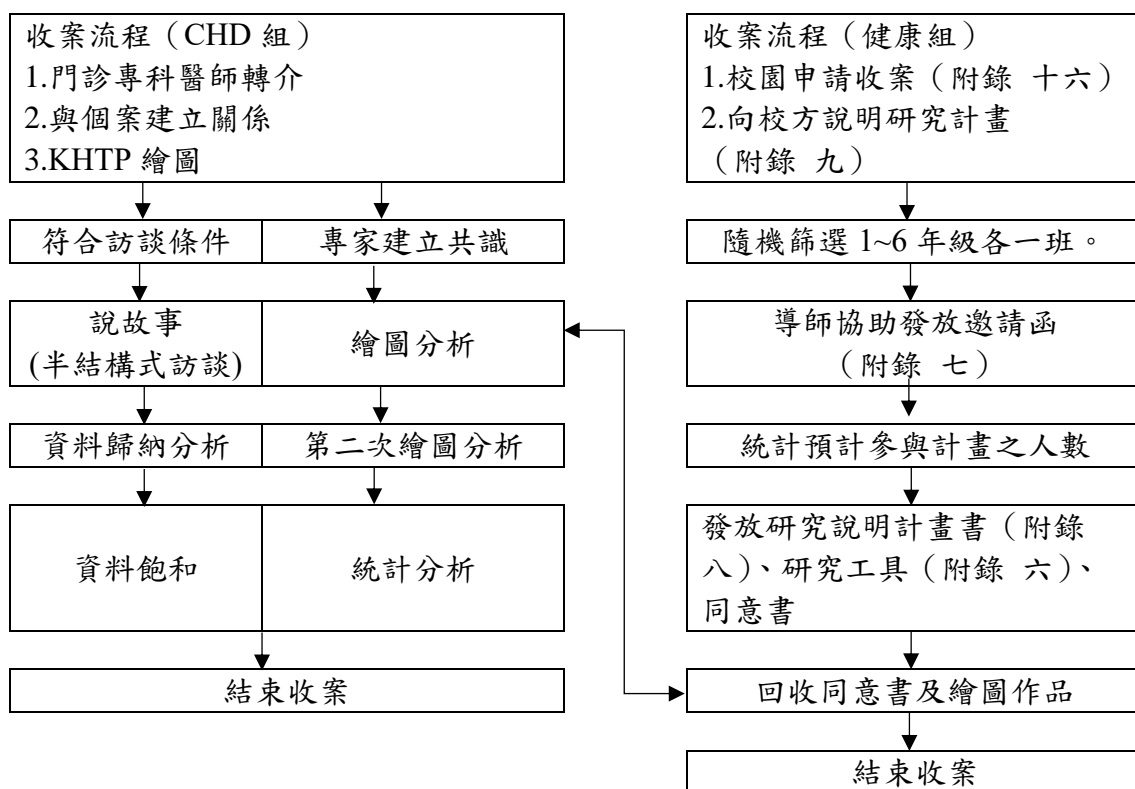 收案流程（CHD 組）
1.門診專科醫師轉介
2.與個案建立關係
3.KHTP 繪圖
符合訪談條件
專家建立共識
說故事
(半結構式訪談)
繪圖分析
資料歸納分析
第二次繪圖分析
資料飽和
統計分析
結束收案
收案流程（健康組）
1.校園申請收案（附錄 十六）
2.向校方說明研究計畫
（附錄 九）
隨機篩選 1~6 年級各一班。
導師協助發放邀請函
（附錄 七）
統計預計參與計畫之人數
發放研究說明計畫書（附錄
八）、研究工具（附錄 六）、
同意書
回收同意書及繪圖作品
結束收案